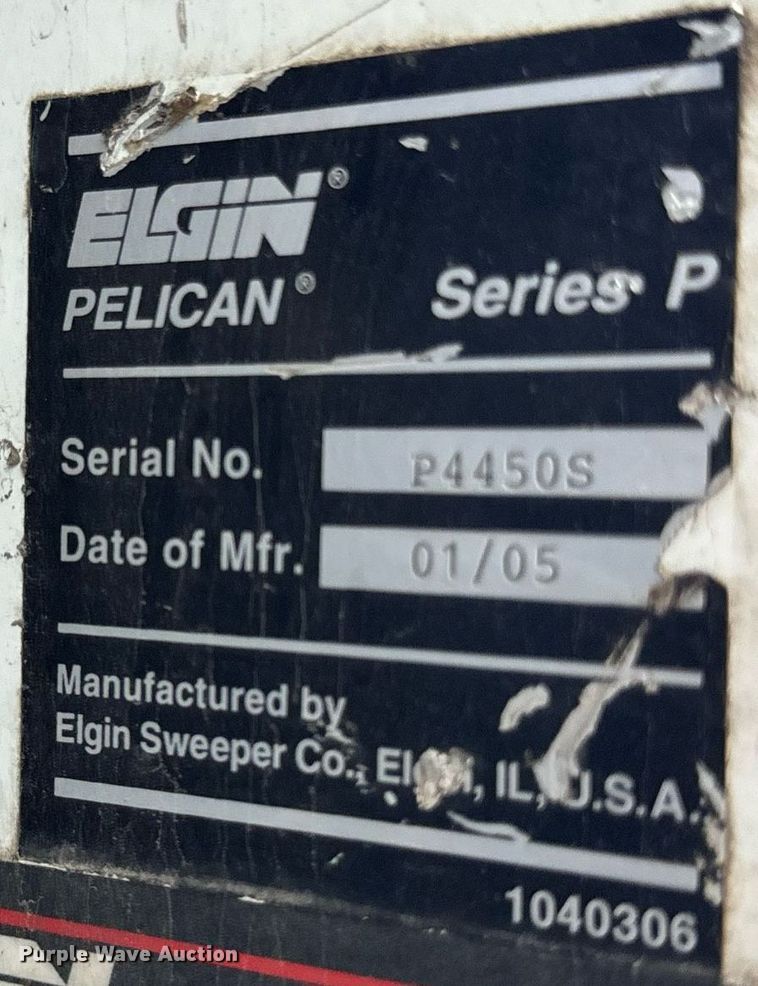 ELGIN®
PELICAN® Series P
Serial No. P4450S
Date of Mfr. 01/05
Manufactured by
Elgin Sweeper Co., Elgin, IL, U.S.A.
1040306
Purple Wave Auction